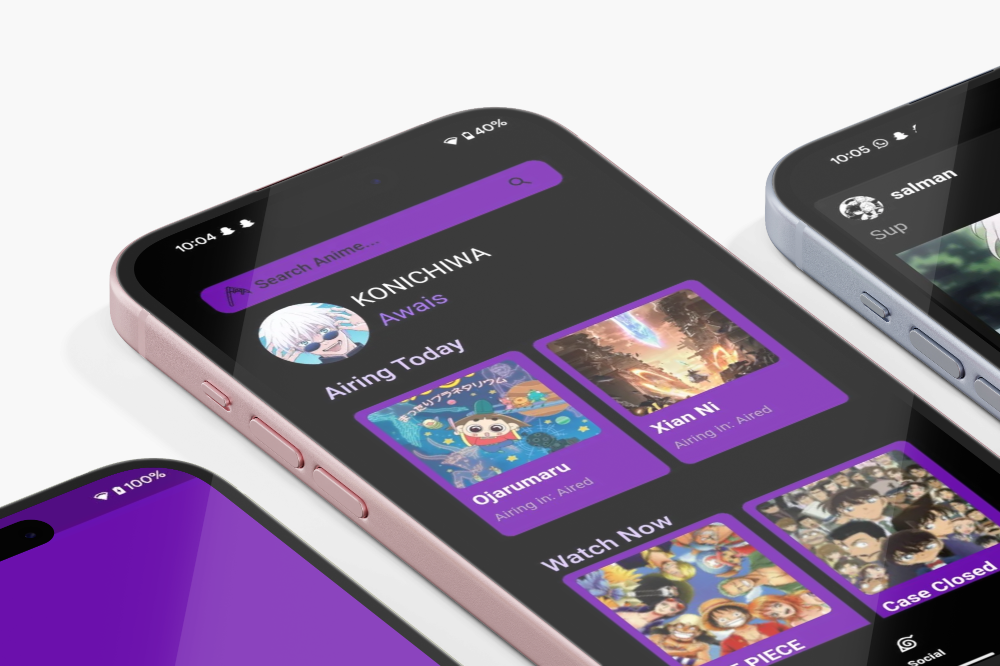 10:04
40%
Search Anime...
KONICHIWA
Awais
Airing Today
Ojarumaru
Airing in: Aired
Xian Ni
Airing in: Aired
Watch Now
PIECE
Case Closed
Social
100%
10:05
salman
Sup